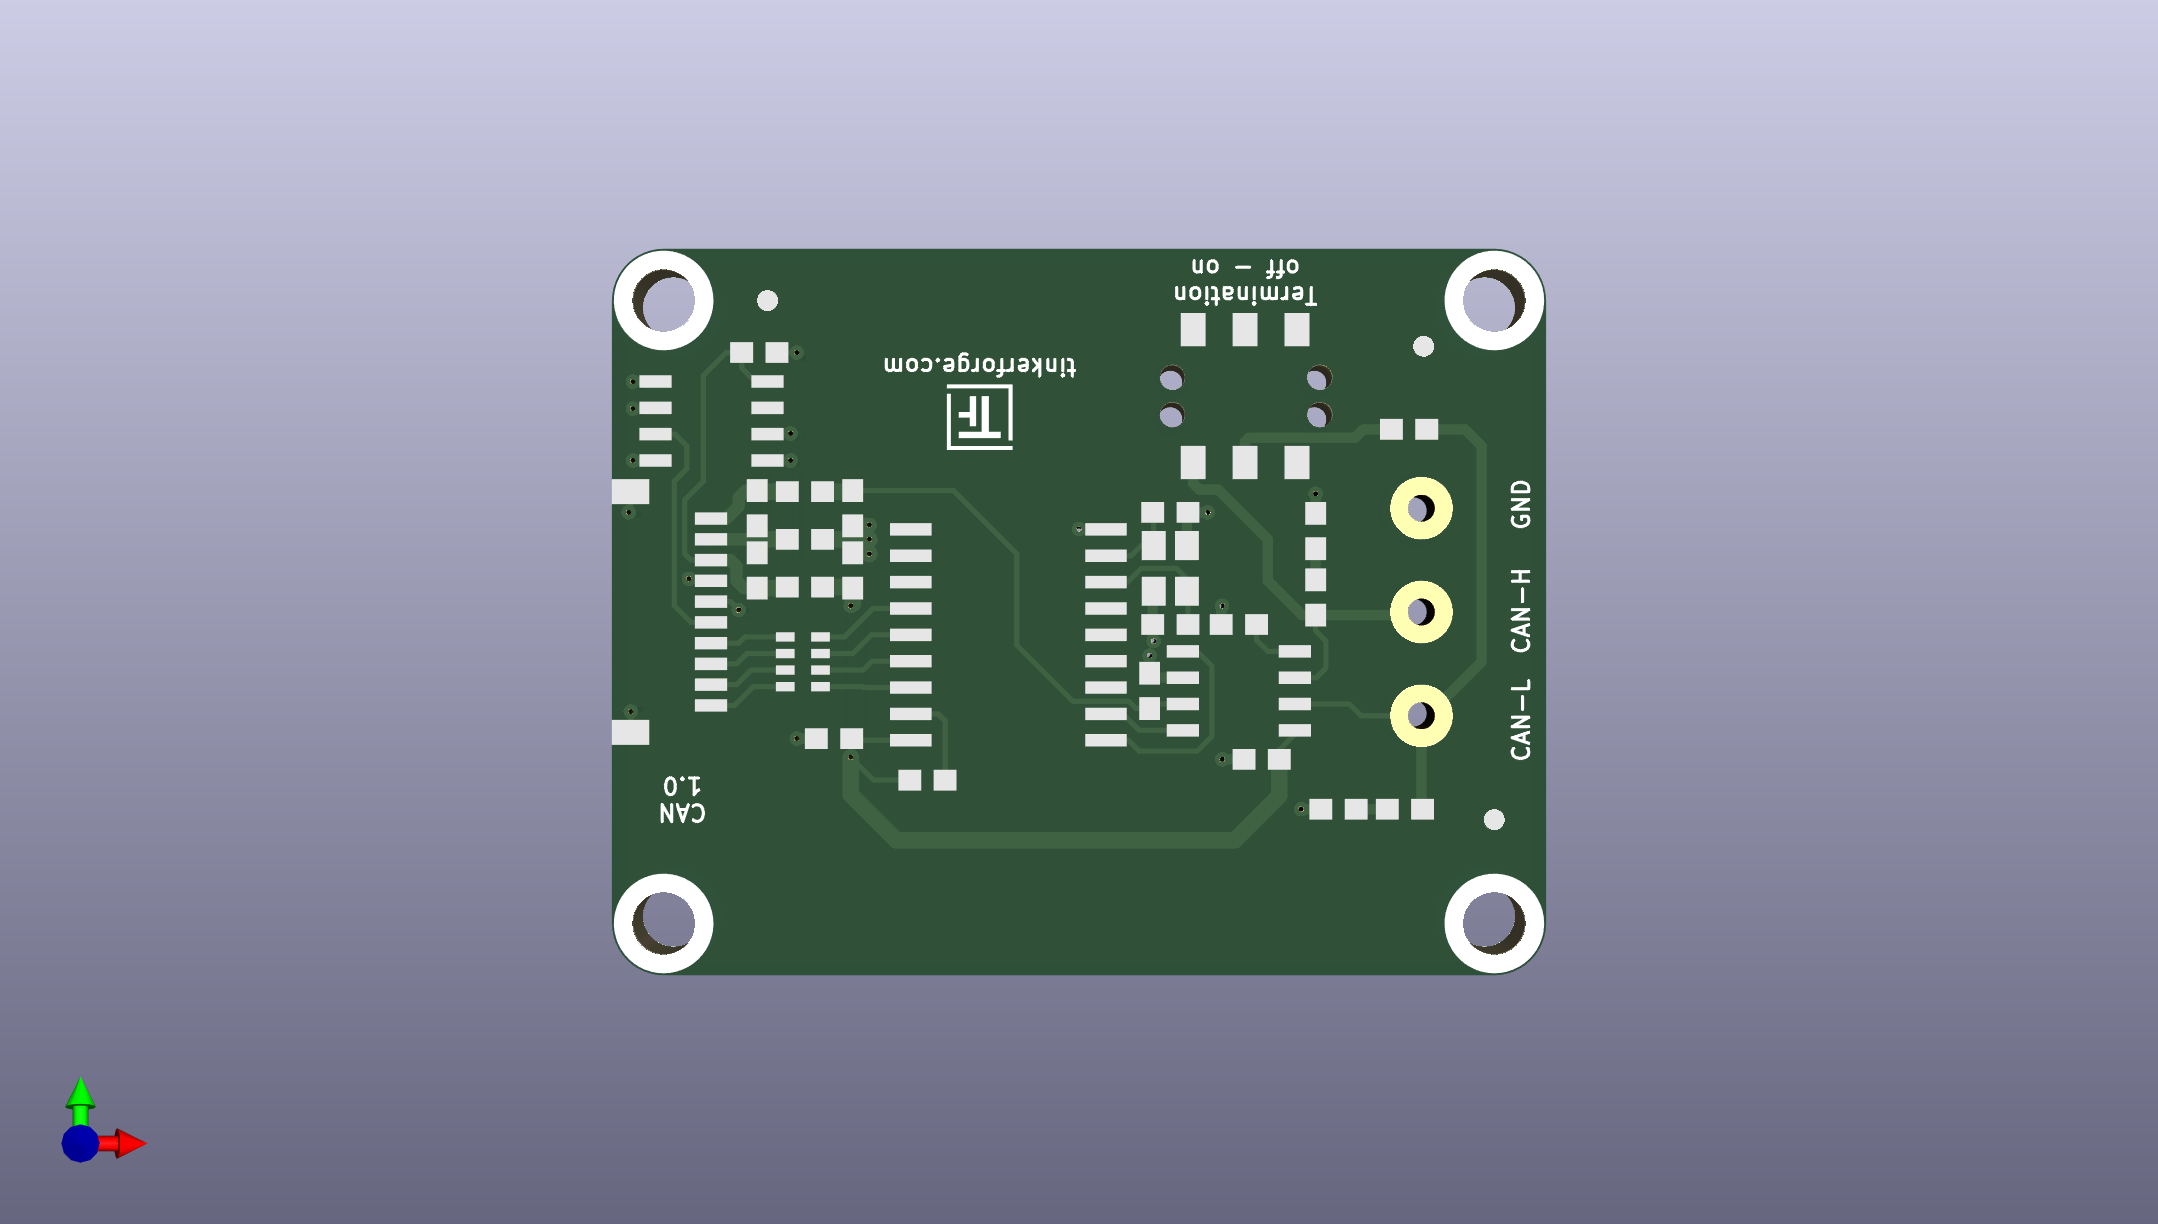 Termination
off - on
tinkerforge.com
TF
GND
CAN-H
CAN-L
CAN
1.0